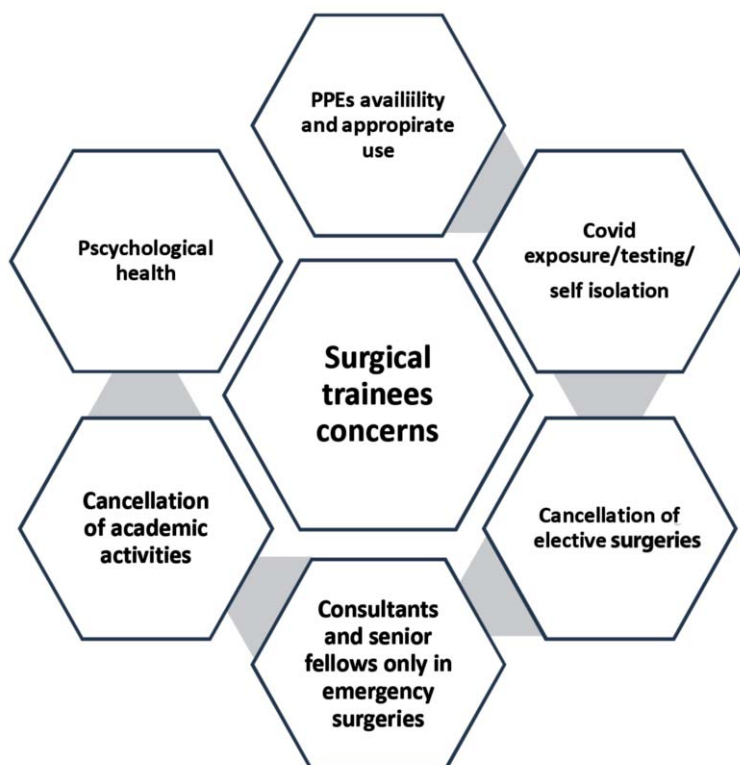 PPEs availiility
and appropirate
use
Covid
exposure/testing/
self isolation
Cancellation of
elective surgeries
Consultants
and senior
fellows only in
emergency
surgeries
Cancellation
of academic
activities
Pscychological
health
Surgical
trainees
concerns